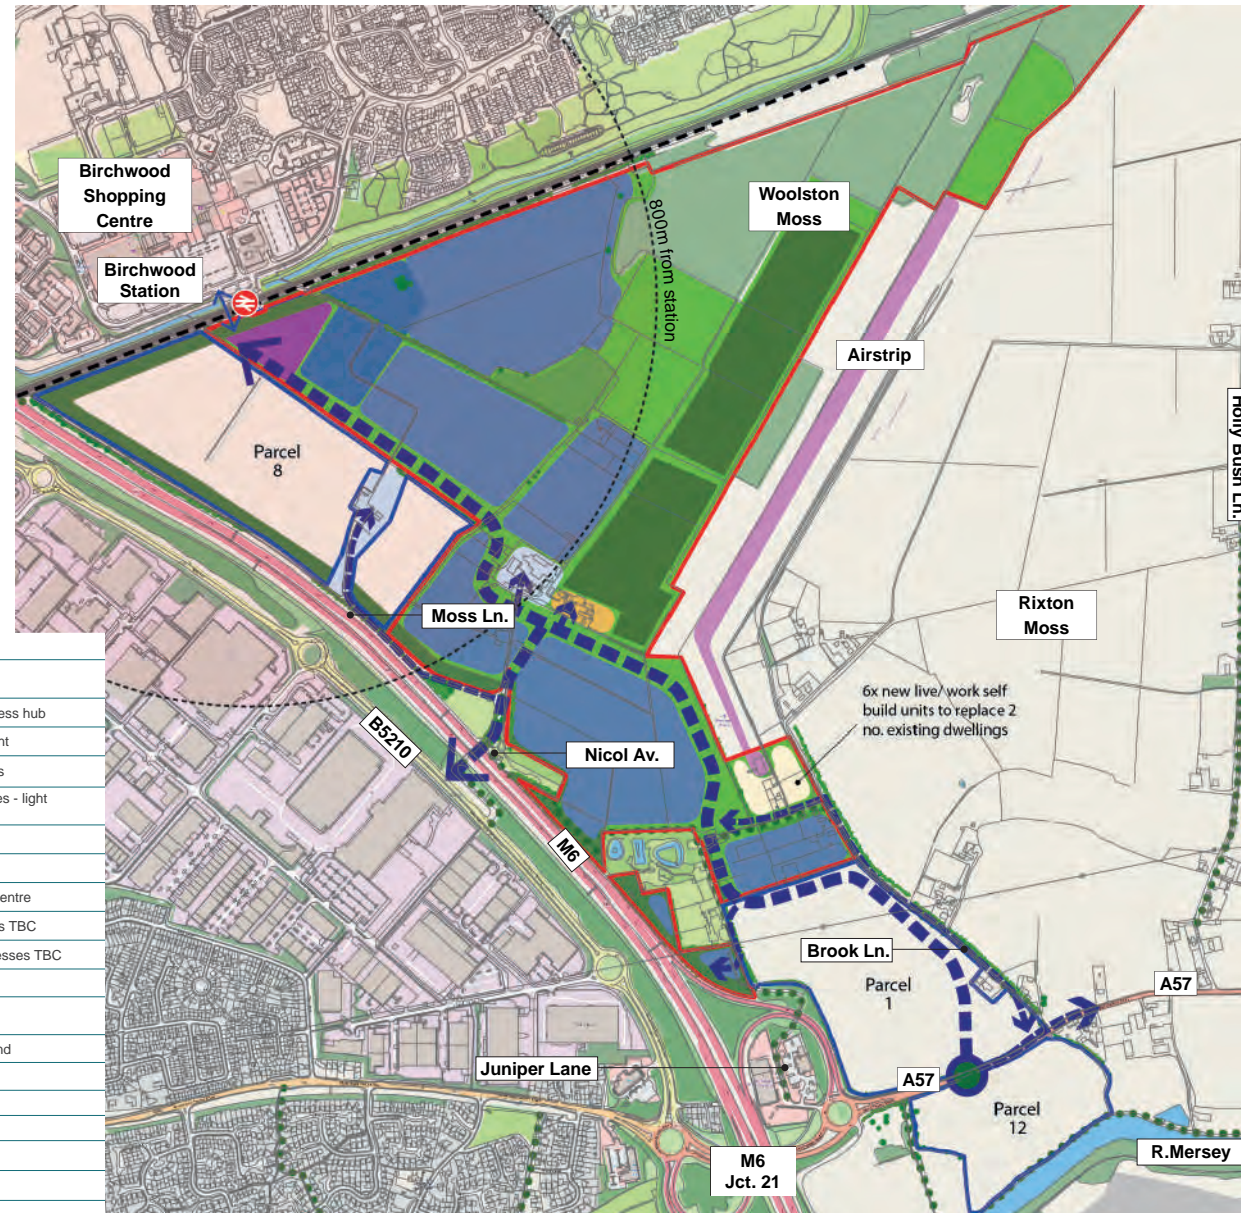 Birchwood
Shopping
Centre
Birchwood
Station
Woolston
Moss
800m from station
Airstrip
Holly Bush Ln.
Parcel
8
Moss Ln.
Rixton
Moss
6x new live/ work self
build units to replace 2
no. existing dwellings
B5210
Nicol Av.
M6
ess hub
nt
s
es - light
entre
s TBC
esses TBC
nd
Brook Ln.
Parcel
1
A57
Juniper Lane
A57
Parcel
12
M6
Jct. 21
R.Mersey